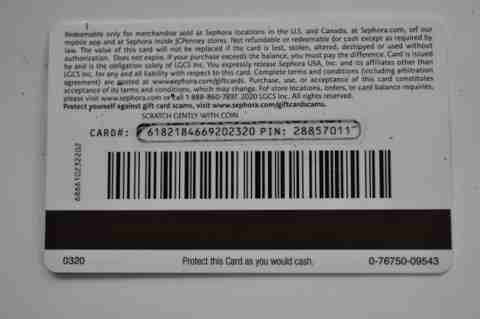 Redeemable only for merchandise sold at Sephora locations in the U.S. and Canada, at Sephora.com, on our
mobile app and at Sephora inside JCPenney stores. Not refundable or redeemable for cash except as required by
law. The value of this card will not be replaced if the card is lost, stolen, altered, destroyed or used without
authorization. Does not expire. If your purchase exceeds the balance, you must pay the difference. Card is issued
by and is the obligation solely of LGCS Inc. You expressly release Sephora USA, Inc. and its affiliates other than
LGCS Inc. for any and all liability with respect to this card. Complete terms and conditions (including arbitration
agreement) are posted at www.sephora.com/giftcards. Purchase, use, or acceptance of this card constitutes
acceptance of its terms and conditions, which may change. For store locations, orders, or card balance inquiries,
please visit www.sephora.com or call 1-888-860-7897. 2020 LGCS Inc. All rights reserved.
Protect yourself against gift card scams, visit www.sephora.com/giftcardscams.
SCRATCH GENTLY WITH COIN
CARD#: 6182184669202320 PIN: 28857011
0320 Protect this Card as you would cash. 0-76750-09543